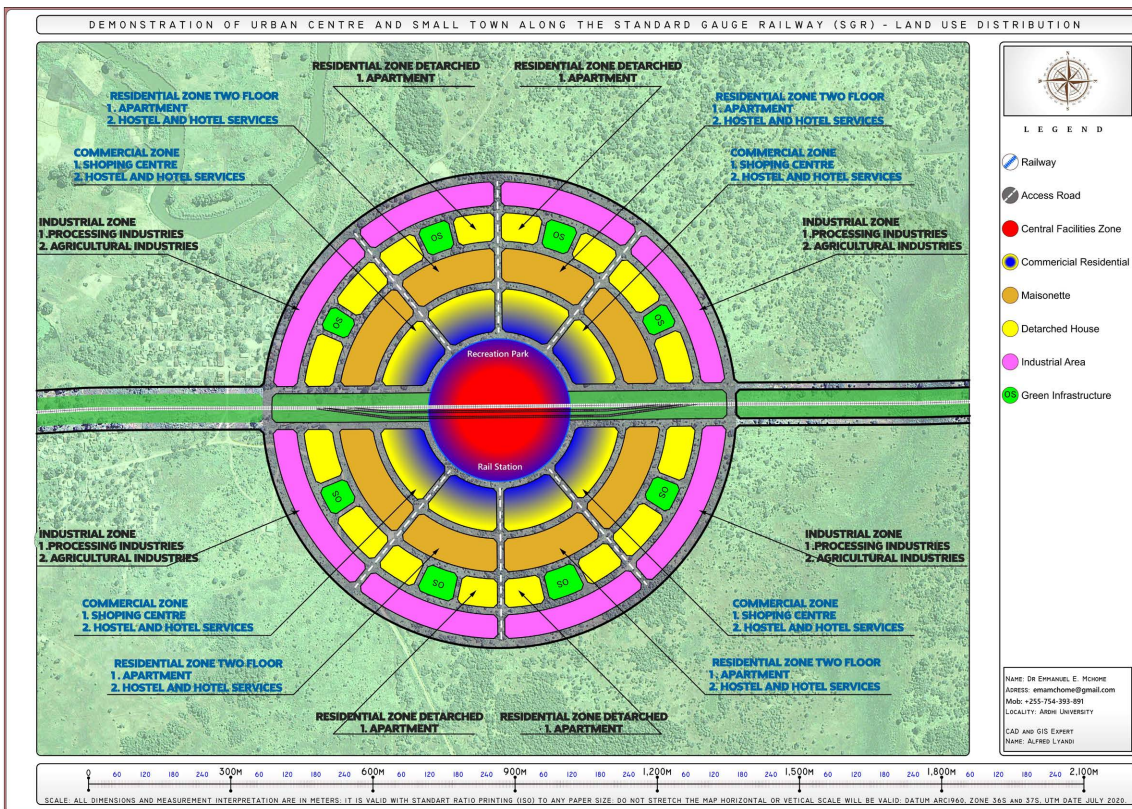 DEMONSTRATION OF URBAN CENTRE AND SMALL TOWN ALONG THE STANDARD GAUGE RAILWAY (SGR) - LAND USE DISTRIBUTION
RESIDENTIAL ZONE DETARCHED
1. APARTMENT
RESIDENTIAL ZONE DETARCHED
1. APARTMENT
RESIDENTIAL ZONE TWO FLOOR
1. APARTMENT
2. HOSTEL AND HOTEL SERVICES
RESIDENTIAL ZONE TWO FLOOR
1. APARTMENT
2. HOSTEL AND HOTEL SERVICES
COMMERCIAL ZONE
1. SHOPING CENTRE
2. HOSTEL AND HOTEL SERVICES
COMMERCIAL ZONE
1. SHOPING CENTRE
2. HOSTEL AND HOTEL SERVICES
INDUSTRIAL ZONE
1.PROCESSING INDUSTRIES
2. AGRICULTURAL INDUSTRIES
INDUSTRIAL ZONE
1.PROCESSING INDUSTRIES
2. AGRICULTURAL INDUSTRIES
OS
OS
OS
OS
Recreation Park
Rail Station
OS
OS
OS
OS
INDUSTRIAL ZONE
1.PROCESSING INDUSTRIES
2. AGRICULTURAL INDUSTRIES
INDUSTRIAL ZONE
1.PROCESSING INDUSTRIES
2. AGRICULTURAL INDUSTRIES
COMMERCIAL ZONE
1. SHOPING CENTRE
2. HOSTEL AND HOTEL SERVICES
COMMERCIAL ZONE
1. SHOPING CENTRE
2. HOSTEL AND HOTEL SERVICES
RESIDENTIAL ZONE TWO FLOOR
1. APARTMENT
2. HOSTEL AND HOTEL SERVICES
RESIDENTIAL ZONE TWO FLOOR
1. APARTMENT
2. HOSTEL AND HOTEL SERVICES
RESIDENTIAL ZONE DETARCHED
1. APARTMENT
RESIDENTIAL ZONE DETARCHED
1. APARTMENT
N
S
LEGEND
Railway
Access Road
Central Facilities Zone
Commericial Residential
Maisonette
Detarched House
Industrial Area
OS Green Infrastructure
NAME: DR EMMANUEL E. MCHOME
ADRESS: emamchome@gmail.com
Mob: +255-754-393-891
LOCALITY: ARDHI UNIVERSITY
CAD AND GIS EXPERT
NAME: ALFRED LYANDI
0 60 120 180 240 300M 60 120 180 240 600M 60 120 180 240 900M 60 120 180 240 1,200M 60 120 180 240 1,500M 60 120 180 240 1,800M 60 120 180 240 2,100M
SCALE: ALL DIMENSIONS AND MEASUREMENT INTERPRETATION ARE IN METERS: IT IS VALID WITH STANDART RATIO PRINTING (ISO) TO ANY PAPER SIZE: DO NOT STRETCH THE MAP HORIZONTAL OR VETICAL SCALE WILL BE VALID: DATUM ARC1960, ZONE 36S AND 37S, UTM DATE JULY 2020.